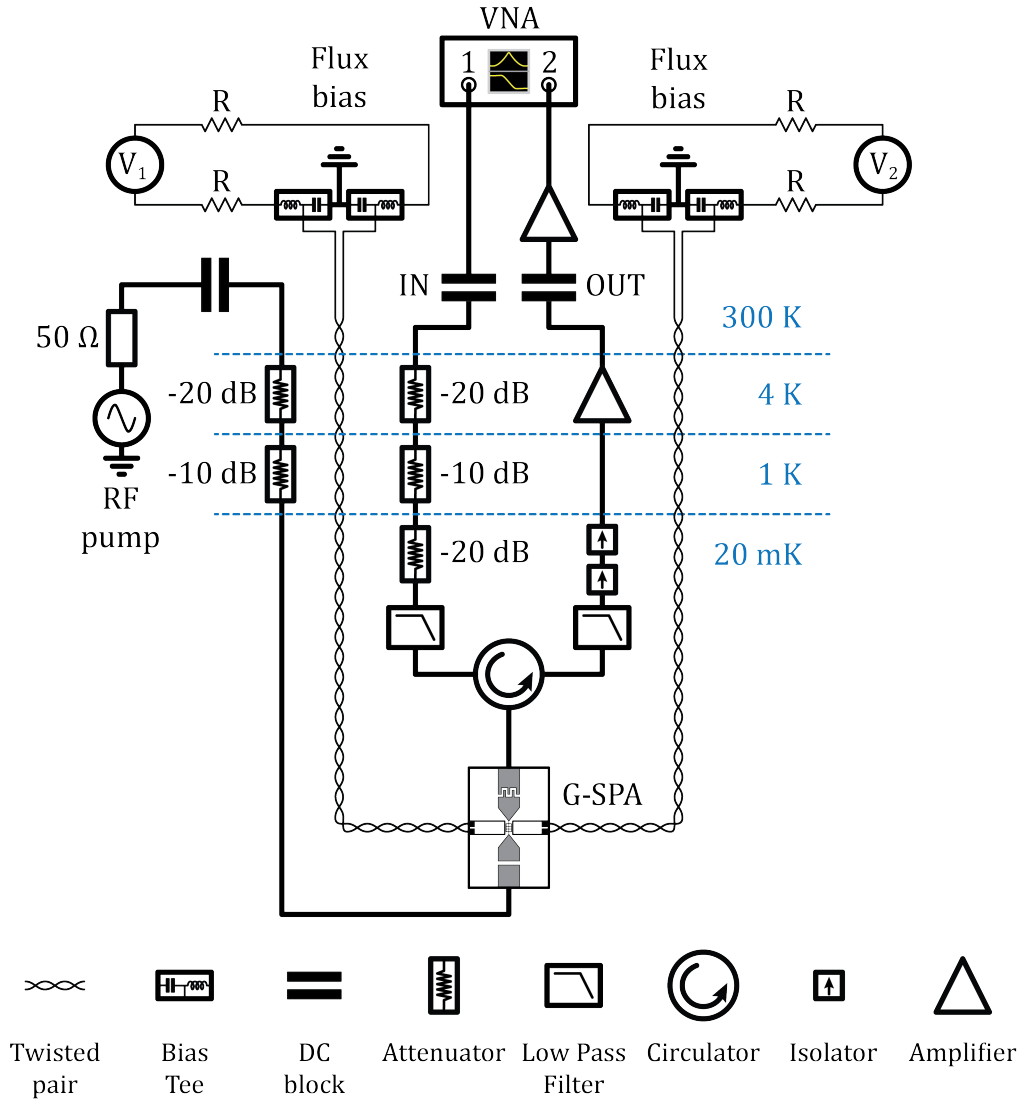 VNA
1 2
Flux
bias
Flux
bias
R
R
V1
R
R
V2
IN
OUT
300 K
50 Ω
-20 dB
-20 dB
4 K
-10 dB
-10 dB
1 K
RF
pump
-20 dB
20 mK
G-SPA
Twisted
pair
Bias
Tee
DC
block
Attenuator
Low Pass
Filter
Circulator
Isolator
Amplifier